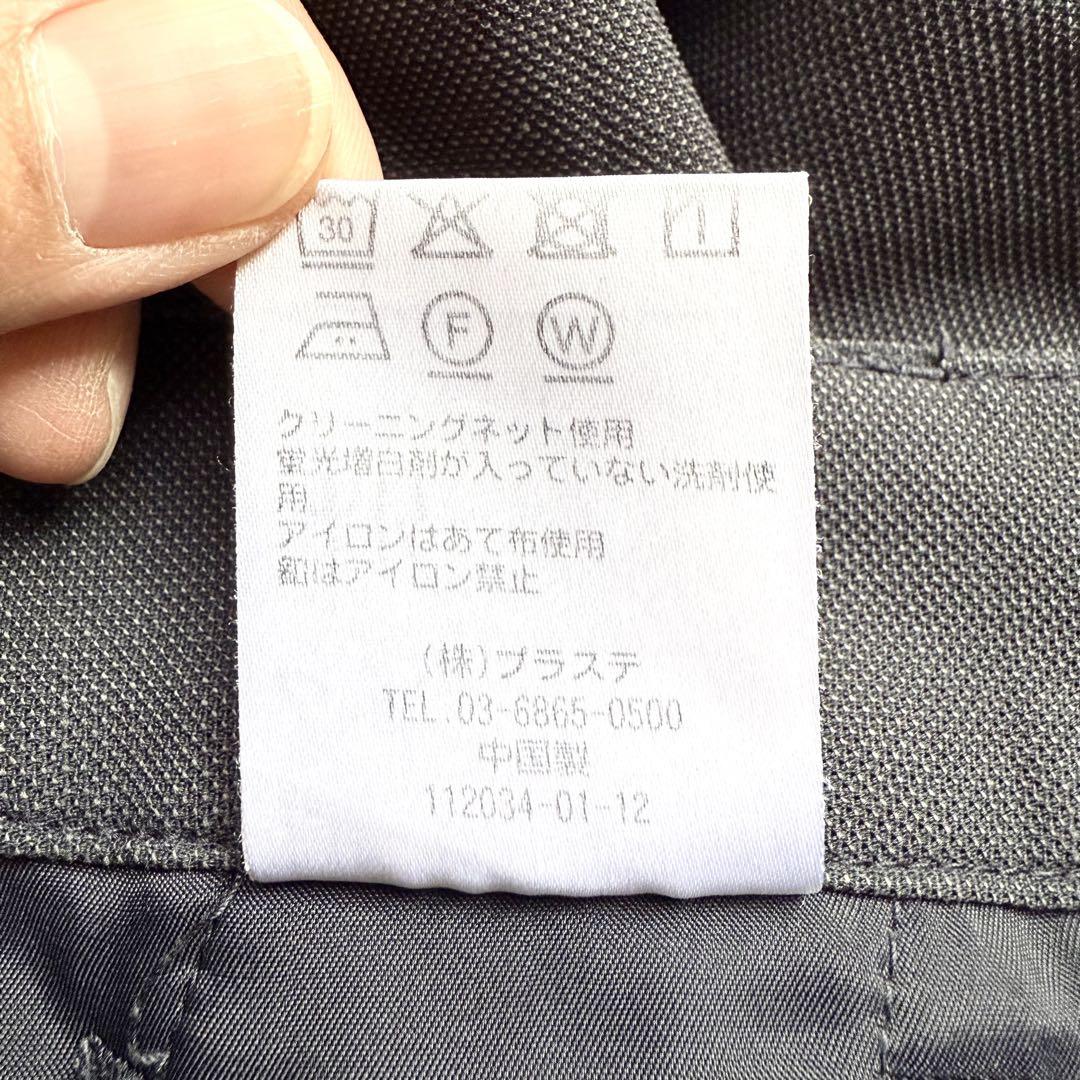 30
F W
クリーニングネット使用
蛍光増白剤が入っていない洗剤使
用
アイロンはあて布使用
釦はアイロン禁止
(株)プラステ
TEL.03-6865-0500
中国製
112034-01-12